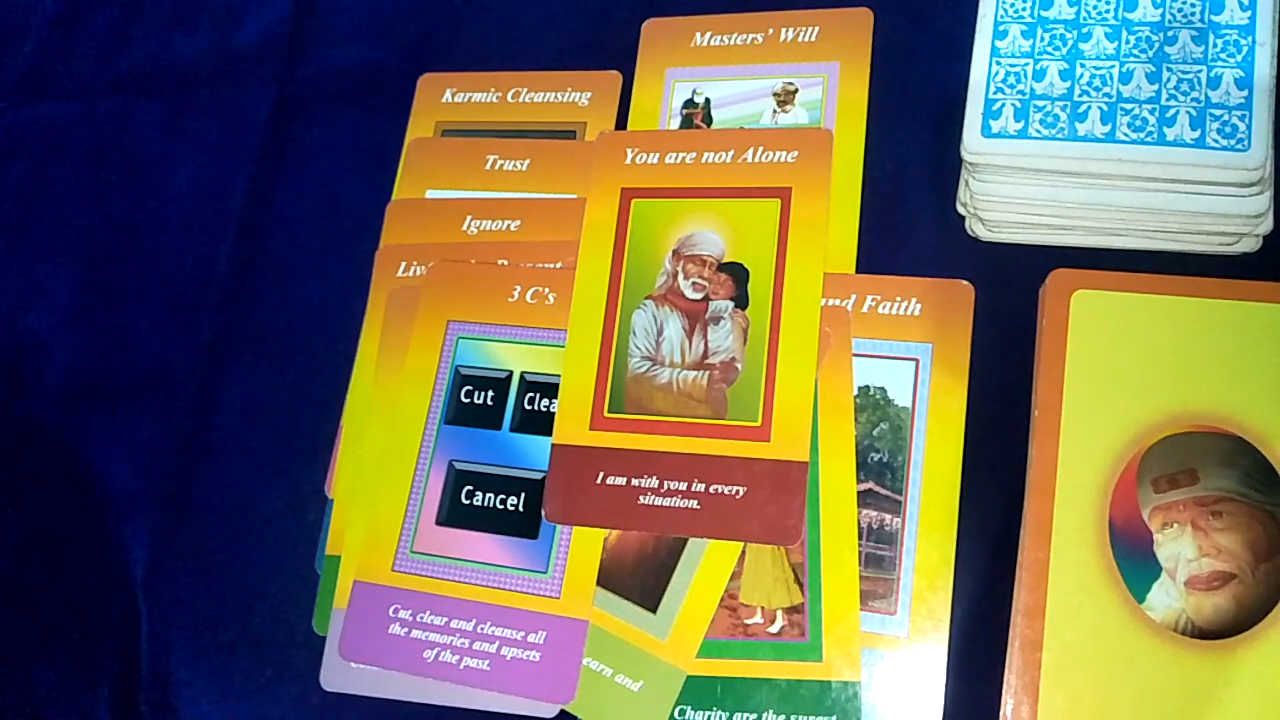 Masters' Will
Karmic Cleansing
Trust
You are not Alone
Ignore
3 C's
and Faith
Cut
Cancel
I am with you in every
situation.
Cut, clear and cleanse all
the memories and upsets
of the past.
earn and
Charity are the surest